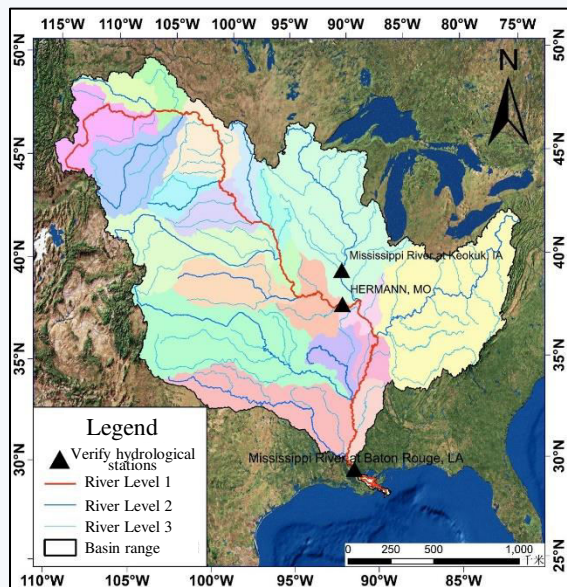 115°W 110°W 105°W 100°W 95°W 90°W 85°W 80°W 75°W
50°N 50°N
N
45°N 45°N
40°N 40°N
Mississippi River at Keokuk, IA
HERMANN, MO
35°N 35°N
Legend
Verify hydrological
stations
River Level 1
River Level 2
River Level 3
Basin range
30°N 30°N
Mississippi River at Baton Rouge, LA
25°N
0 250 500 1,000
千米
110°W 105°W 100°W 95°W 90°W 85°W